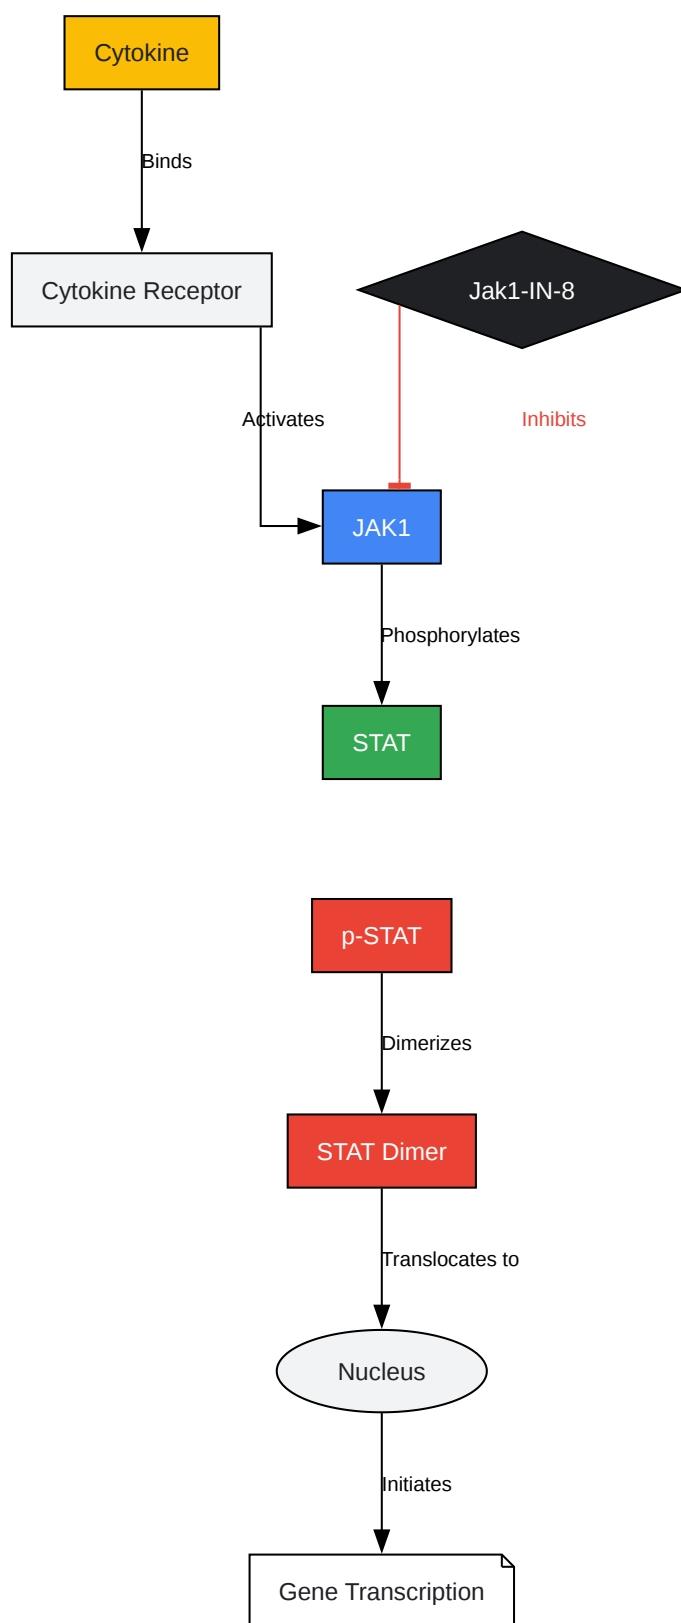 Cytokine
Binds
Cytokine Receptor
Jak1-IN-8
Activates
Inhibits
JAK1
Phosphorylates
STAT
p-STAT
Dimerizes
STAT Dimer
Translocates to
Nucleus
Initiates
Gene Transcription